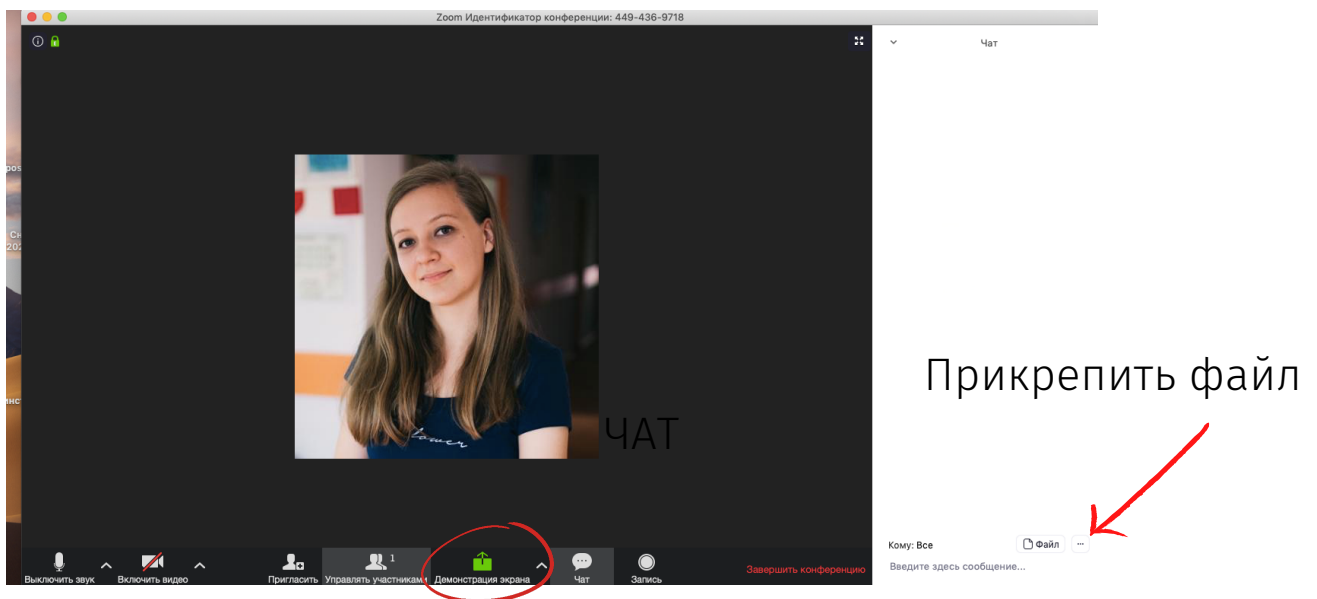 Zoom Идентификатор конференции: 449-436-9718
Чат
Прикрепить файл
ЧАТ
Кому: Все
Файл
...
Введите здесь сообщение...
1
Выключить звук
Включить видео
Пригласить
Управлять участниками
Демонстрация экрана
Чат
Запись
Завершить конференцию